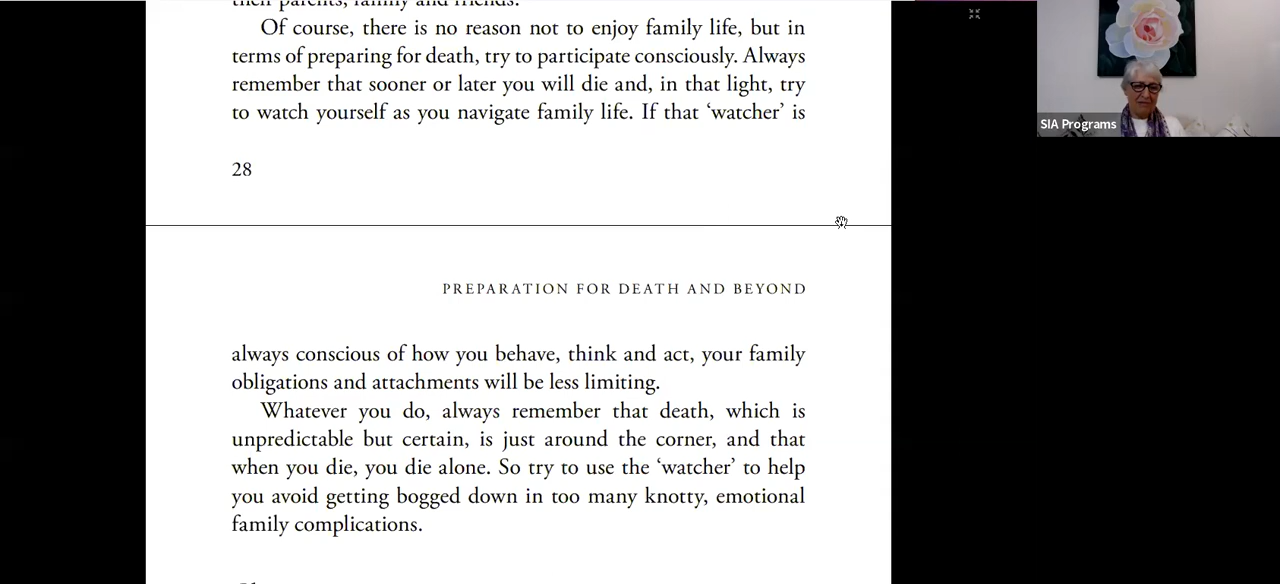 their parents, family and friends.
Of course, there is no reason not to enjoy family life, but in
terms of preparing for death, try to participate consciously. Always
remember that sooner or later you will die and, in that light, try
to watch yourself as you navigate family life. If that ‘watcher’ is
28
PREPARATION FOR DEATH AND BEYOND
always conscious of how you behave, think and act, your family
obligations and attachments will be less limiting.
Whatever you do, always remember that death, which is
unpredictable but certain, is just around the corner, and that
when you die, you die alone. So try to use the ‘watcher’ to help
you avoid getting bogged down in too many knotty, emotional
family complications.
SIA Programs